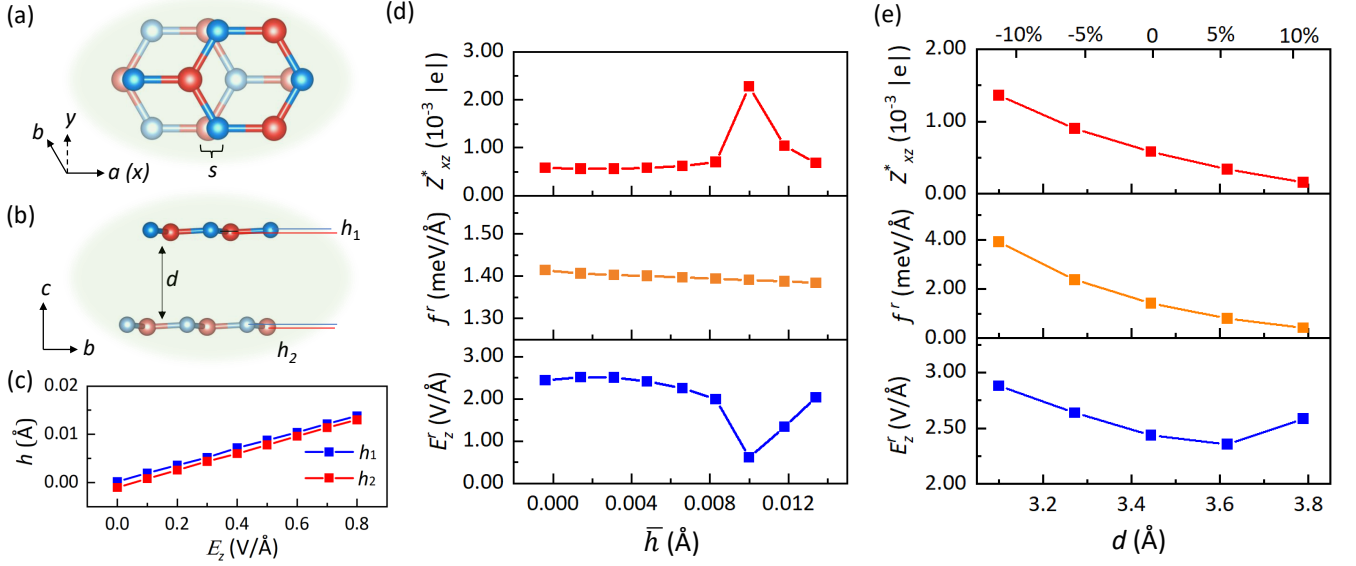 (a)
b
y
a (x)
s
(b)
h1
d
h2
c
b
(c)
0.02
0.01
0.00
h (Å)
h1
h2
0.0 0.2 0.4 0.6 0.8
Ez (V/Å)
(d)
3.00
2.00
1.00
0.00
Z*xz (10⁻³ |e|)
1.50
1.40
1.30
f r (meV/Å)
3.00
2.00
1.00
0.00
Ezr (V/Å)
0.000 0.004 0.008 0.012
h̅ (Å)
(e)
-10% -5% 0 5% 10%
2.00
1.00
0.00
Z*xz (10⁻³ |e|)
4.00
2.00
0.00
f r (meV/Å)
3.00
2.50
2.00
Ezr (V/Å)
3.2 3.4 3.6 3.8
d (Å)